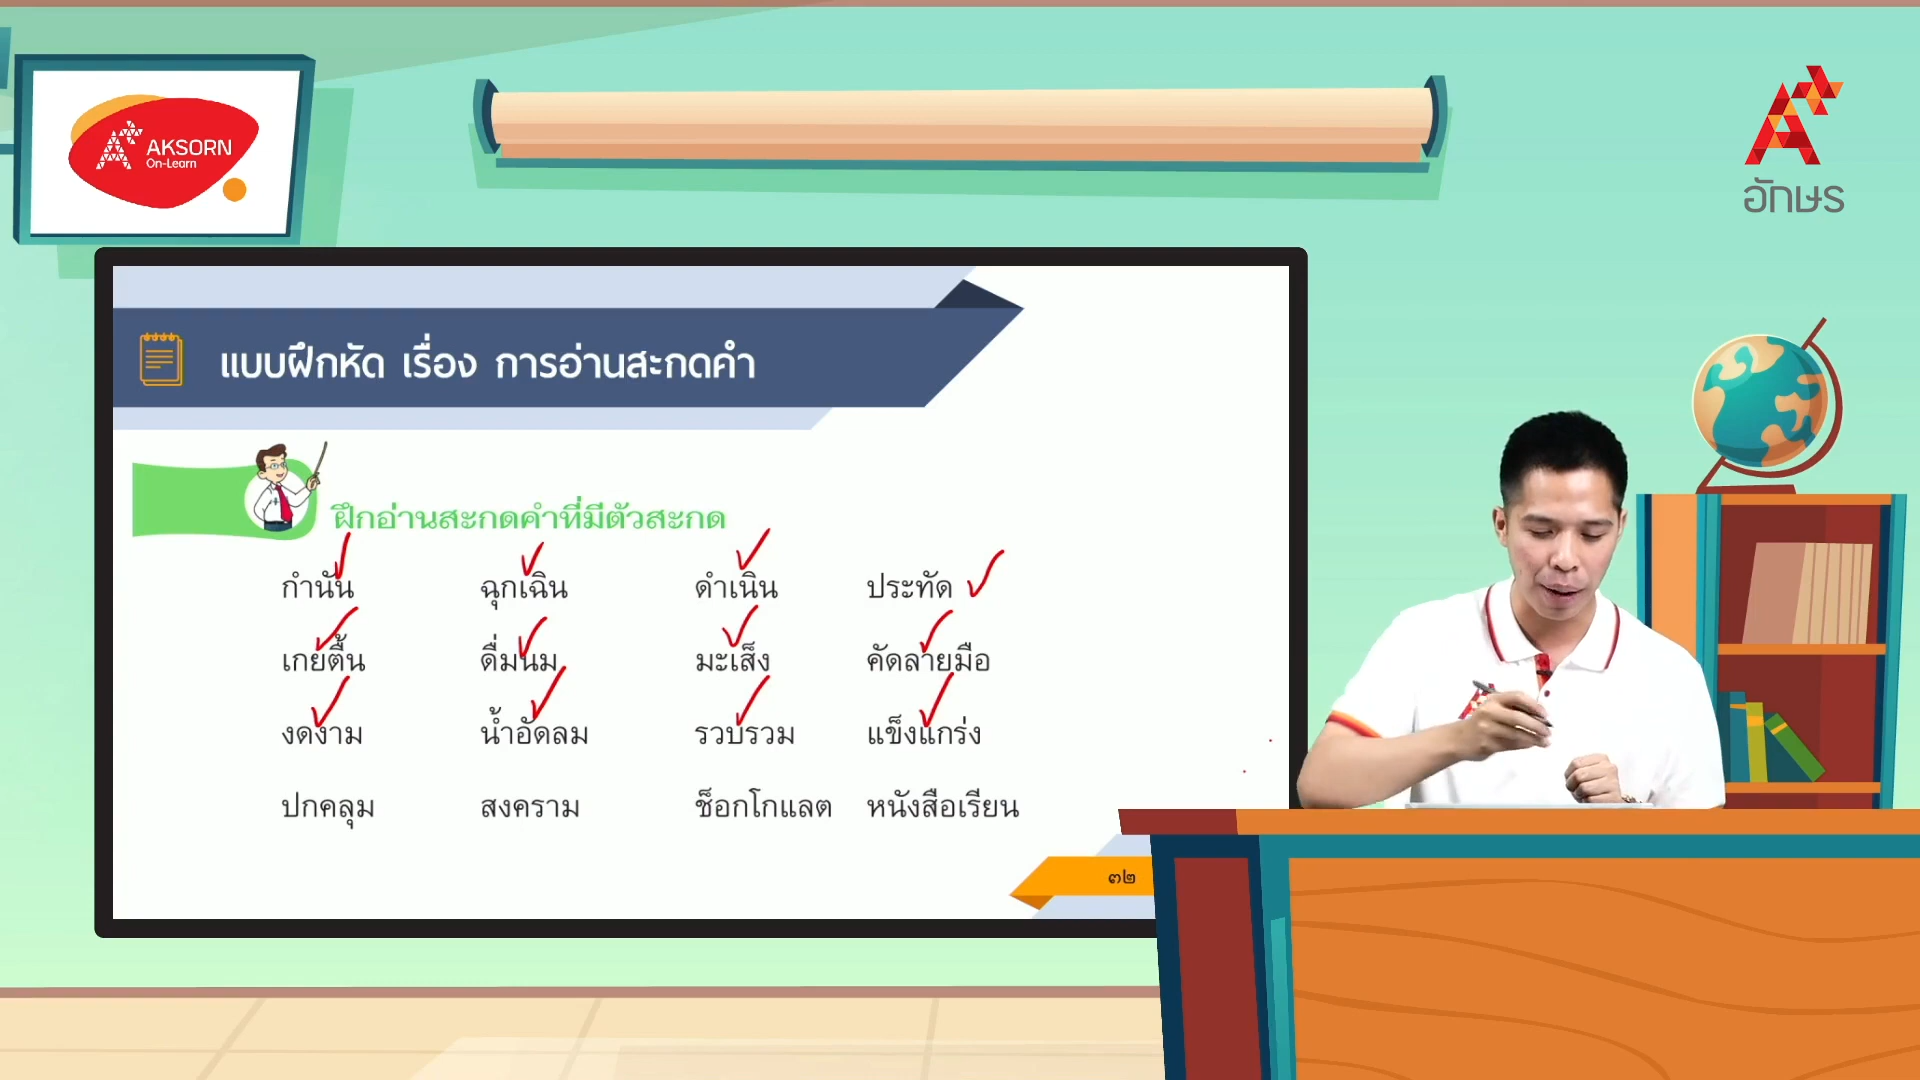 AKSORN
On-Learn
อักษร
แบบฝึกหัด เรื่อง การอ่านสะกดคำ
ฝึกอ่านสะกดคำที่มีตัวสะกด
กำนัน ฉุกเฉิน ดำเนิน ประทัด
เกยตื้น ดื่มนม มะเส็ง คัดลายมือ
งดงาม น้ำอัดลม รวบรวม แข็งแกร่ง
ปกคลุม สงคราม ช็อกโกแลต หนังสือเรียน
๓๒